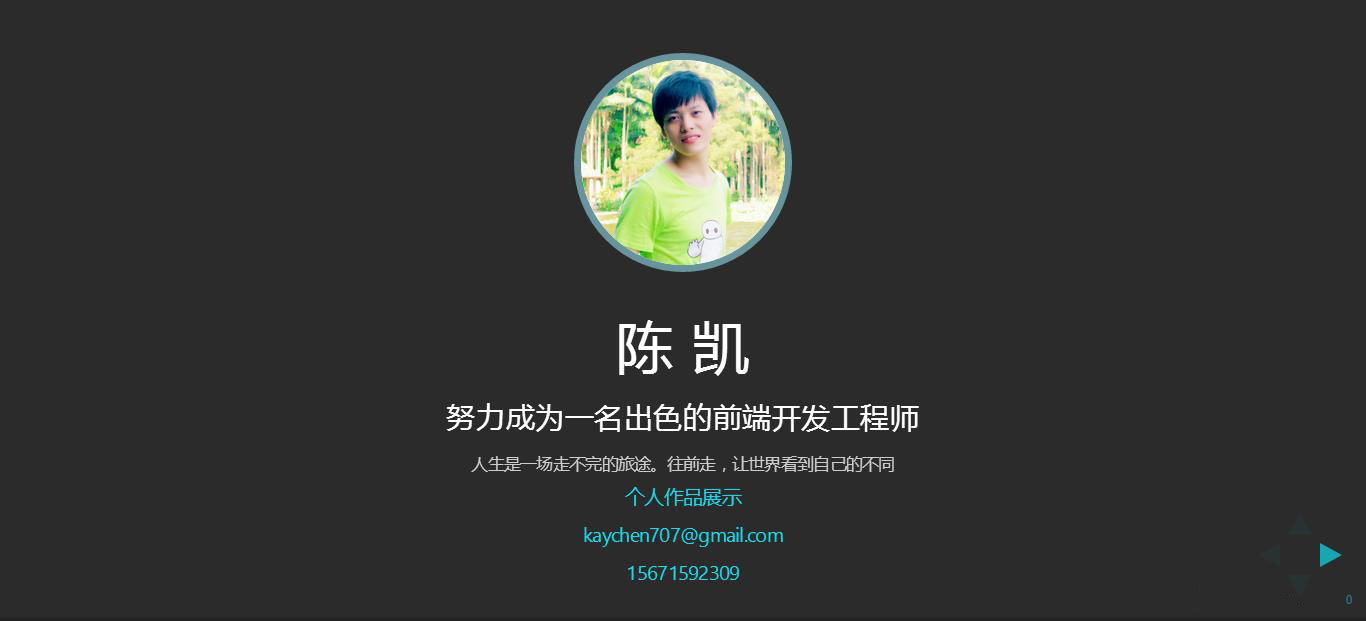 陈 凯
努力成为一名出色的前端开发工程师
人生是一场走不完的旅途。往前走，让世界看到自己的不同
个人作品展示
kaychen707@gmail.com
15671592309
0